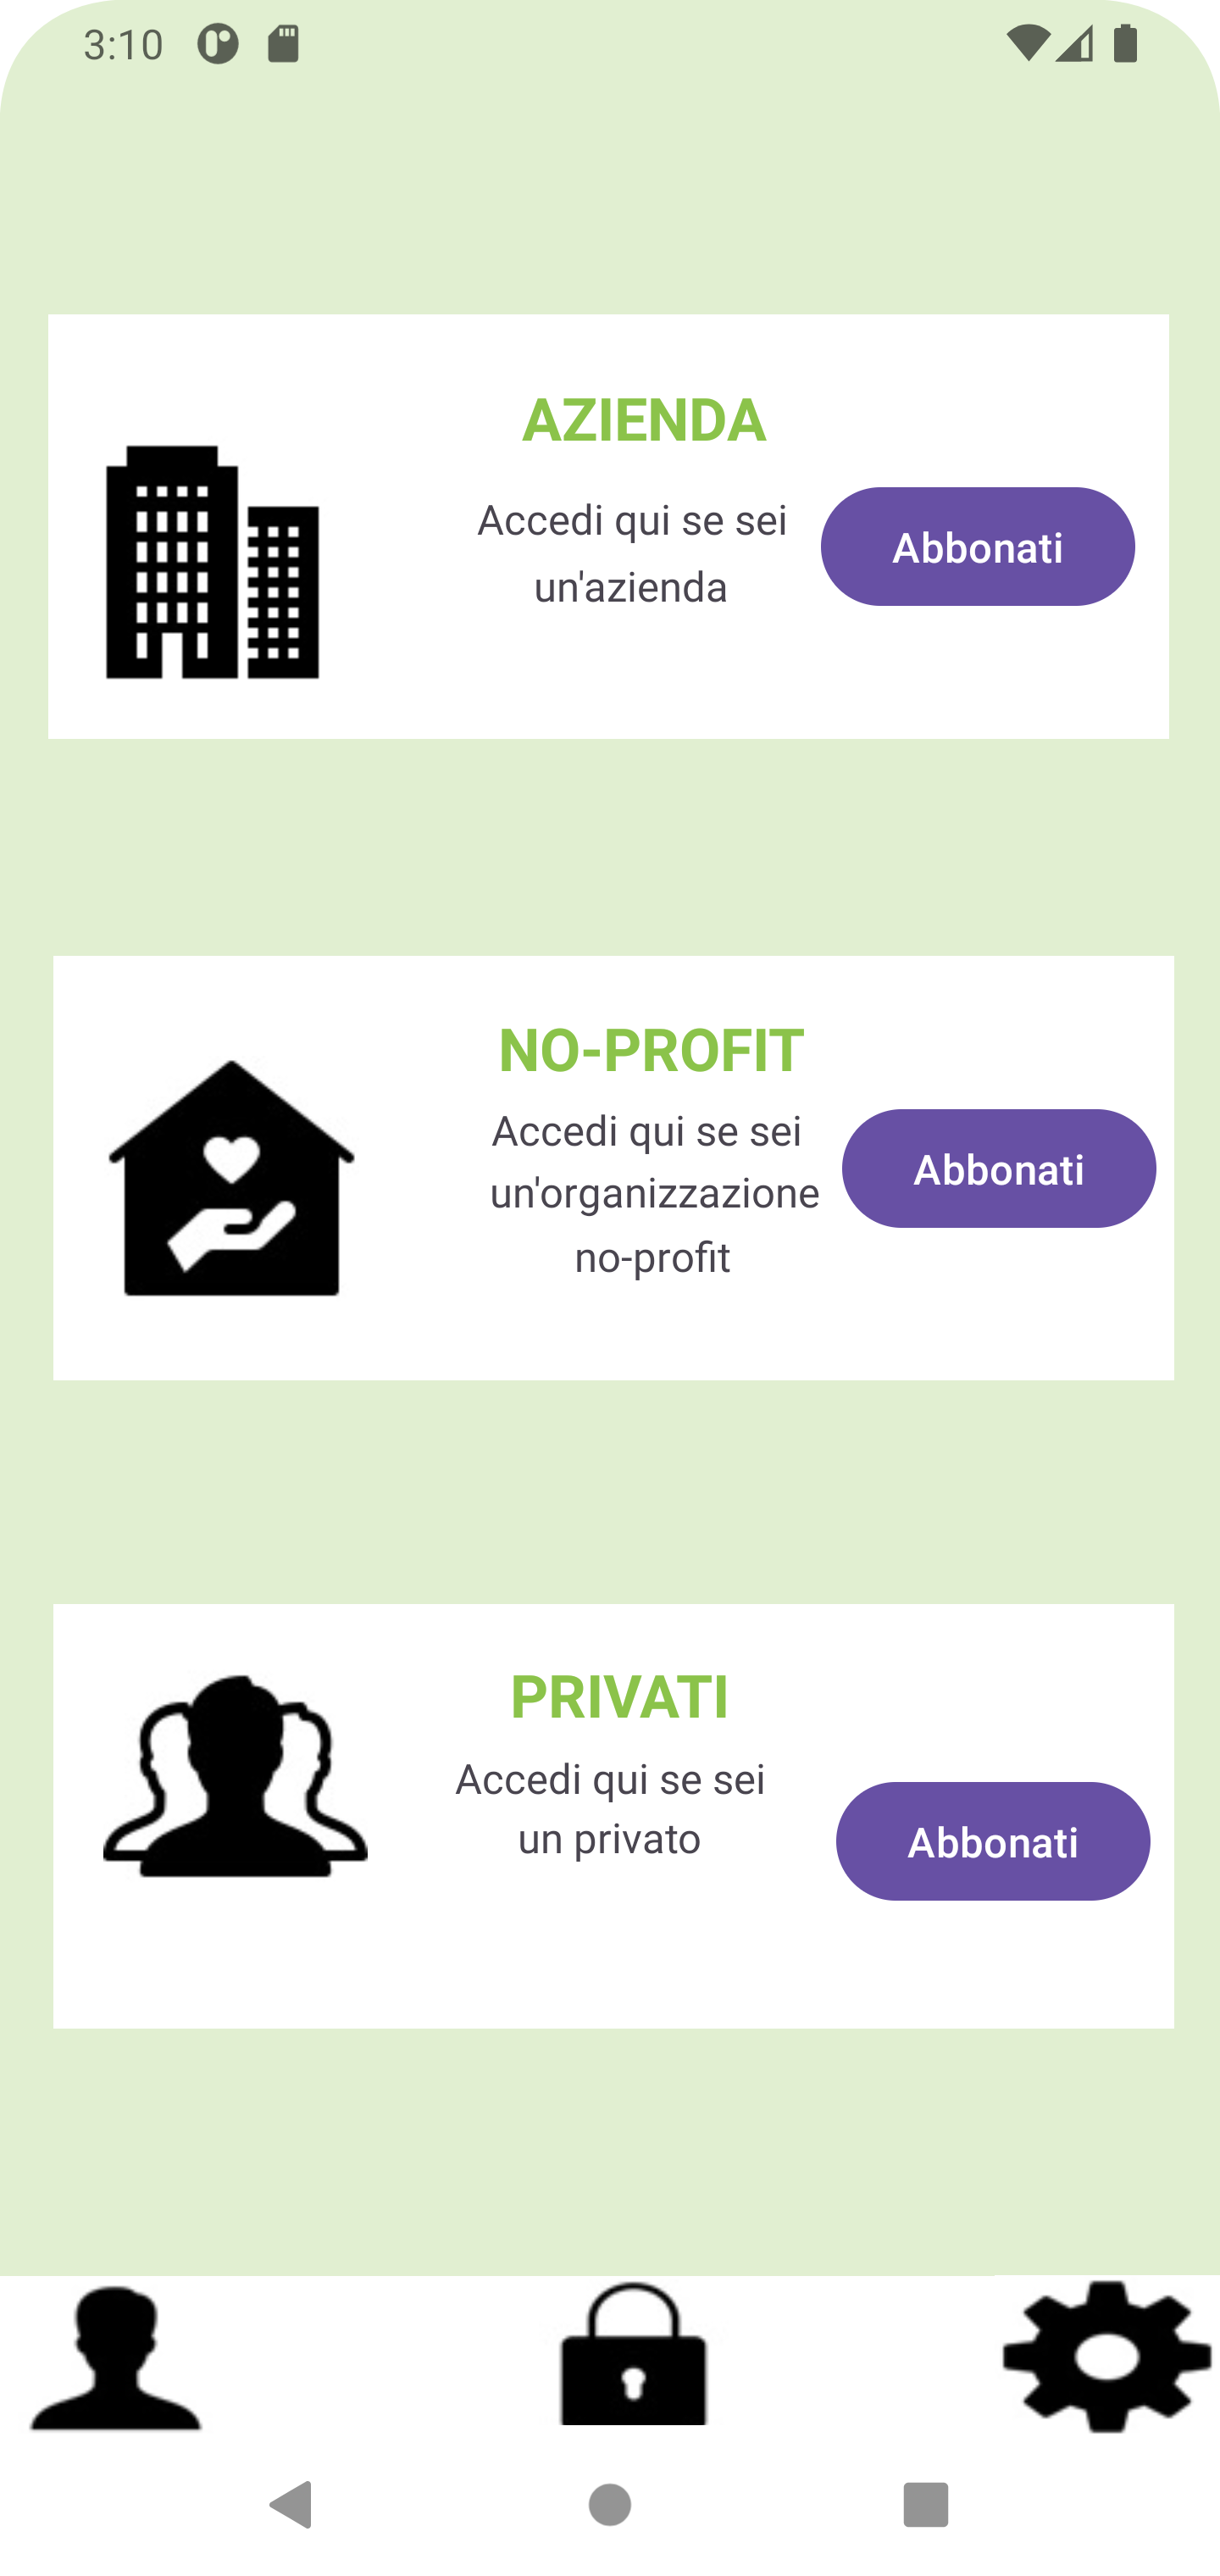 3:10
AZIENDA
Accedi qui se sei
un'azienda
Abbonati
NO-PROFIT
Accedi qui se sei
un'organizzazione
no-profit
Abbonati
PRIVATI
Accedi qui se sei
un privato
Abbonati